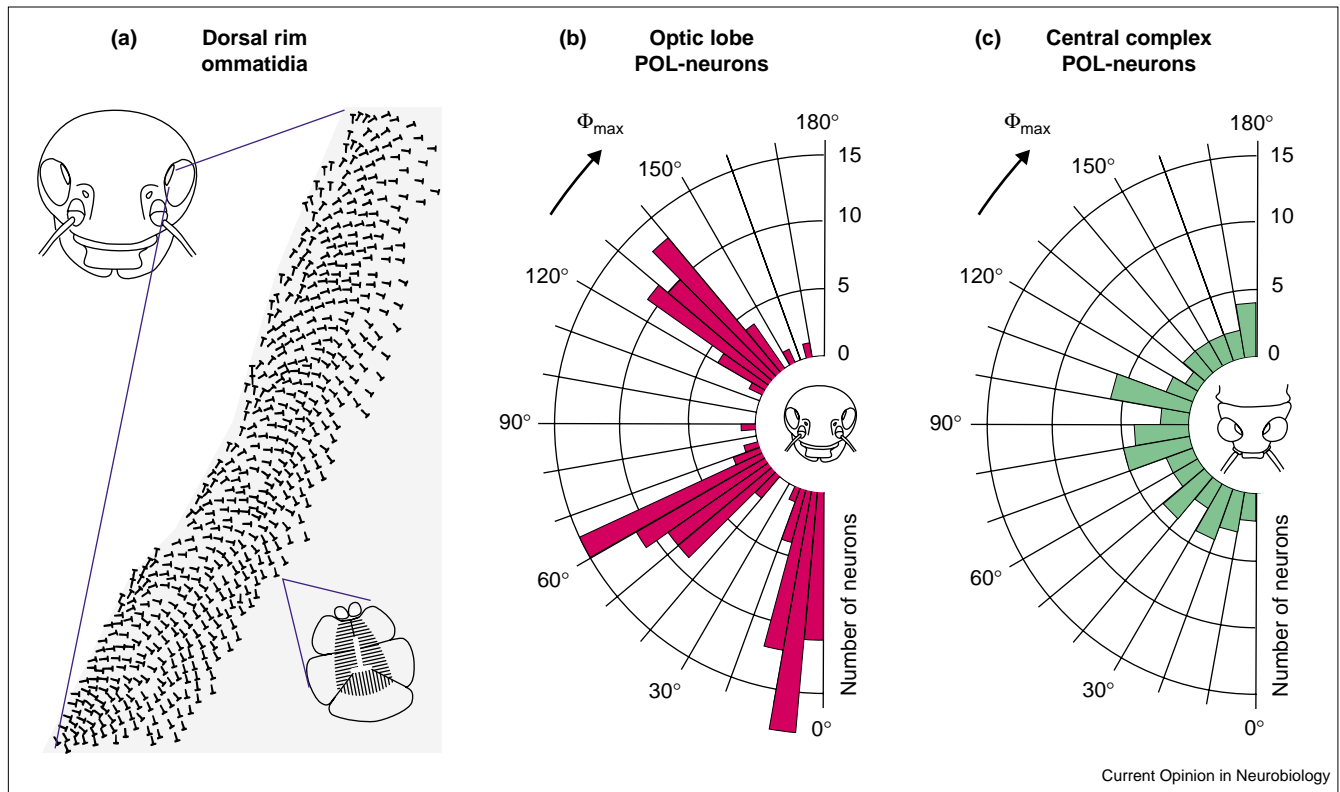 (a) Dorsal rim
ommatidia
(b) Optic lobe
POL-neurons
Φmax
180°
150°
120°
90°
60°
30°
0°
15
10
5
0
Number of neurons
(c) Central complex
POL-neurons
Φmax
180°
150°
120°
90°
60°
30°
0°
15
10
5
0
Number of neurons
Current Opinion in Neurobiology